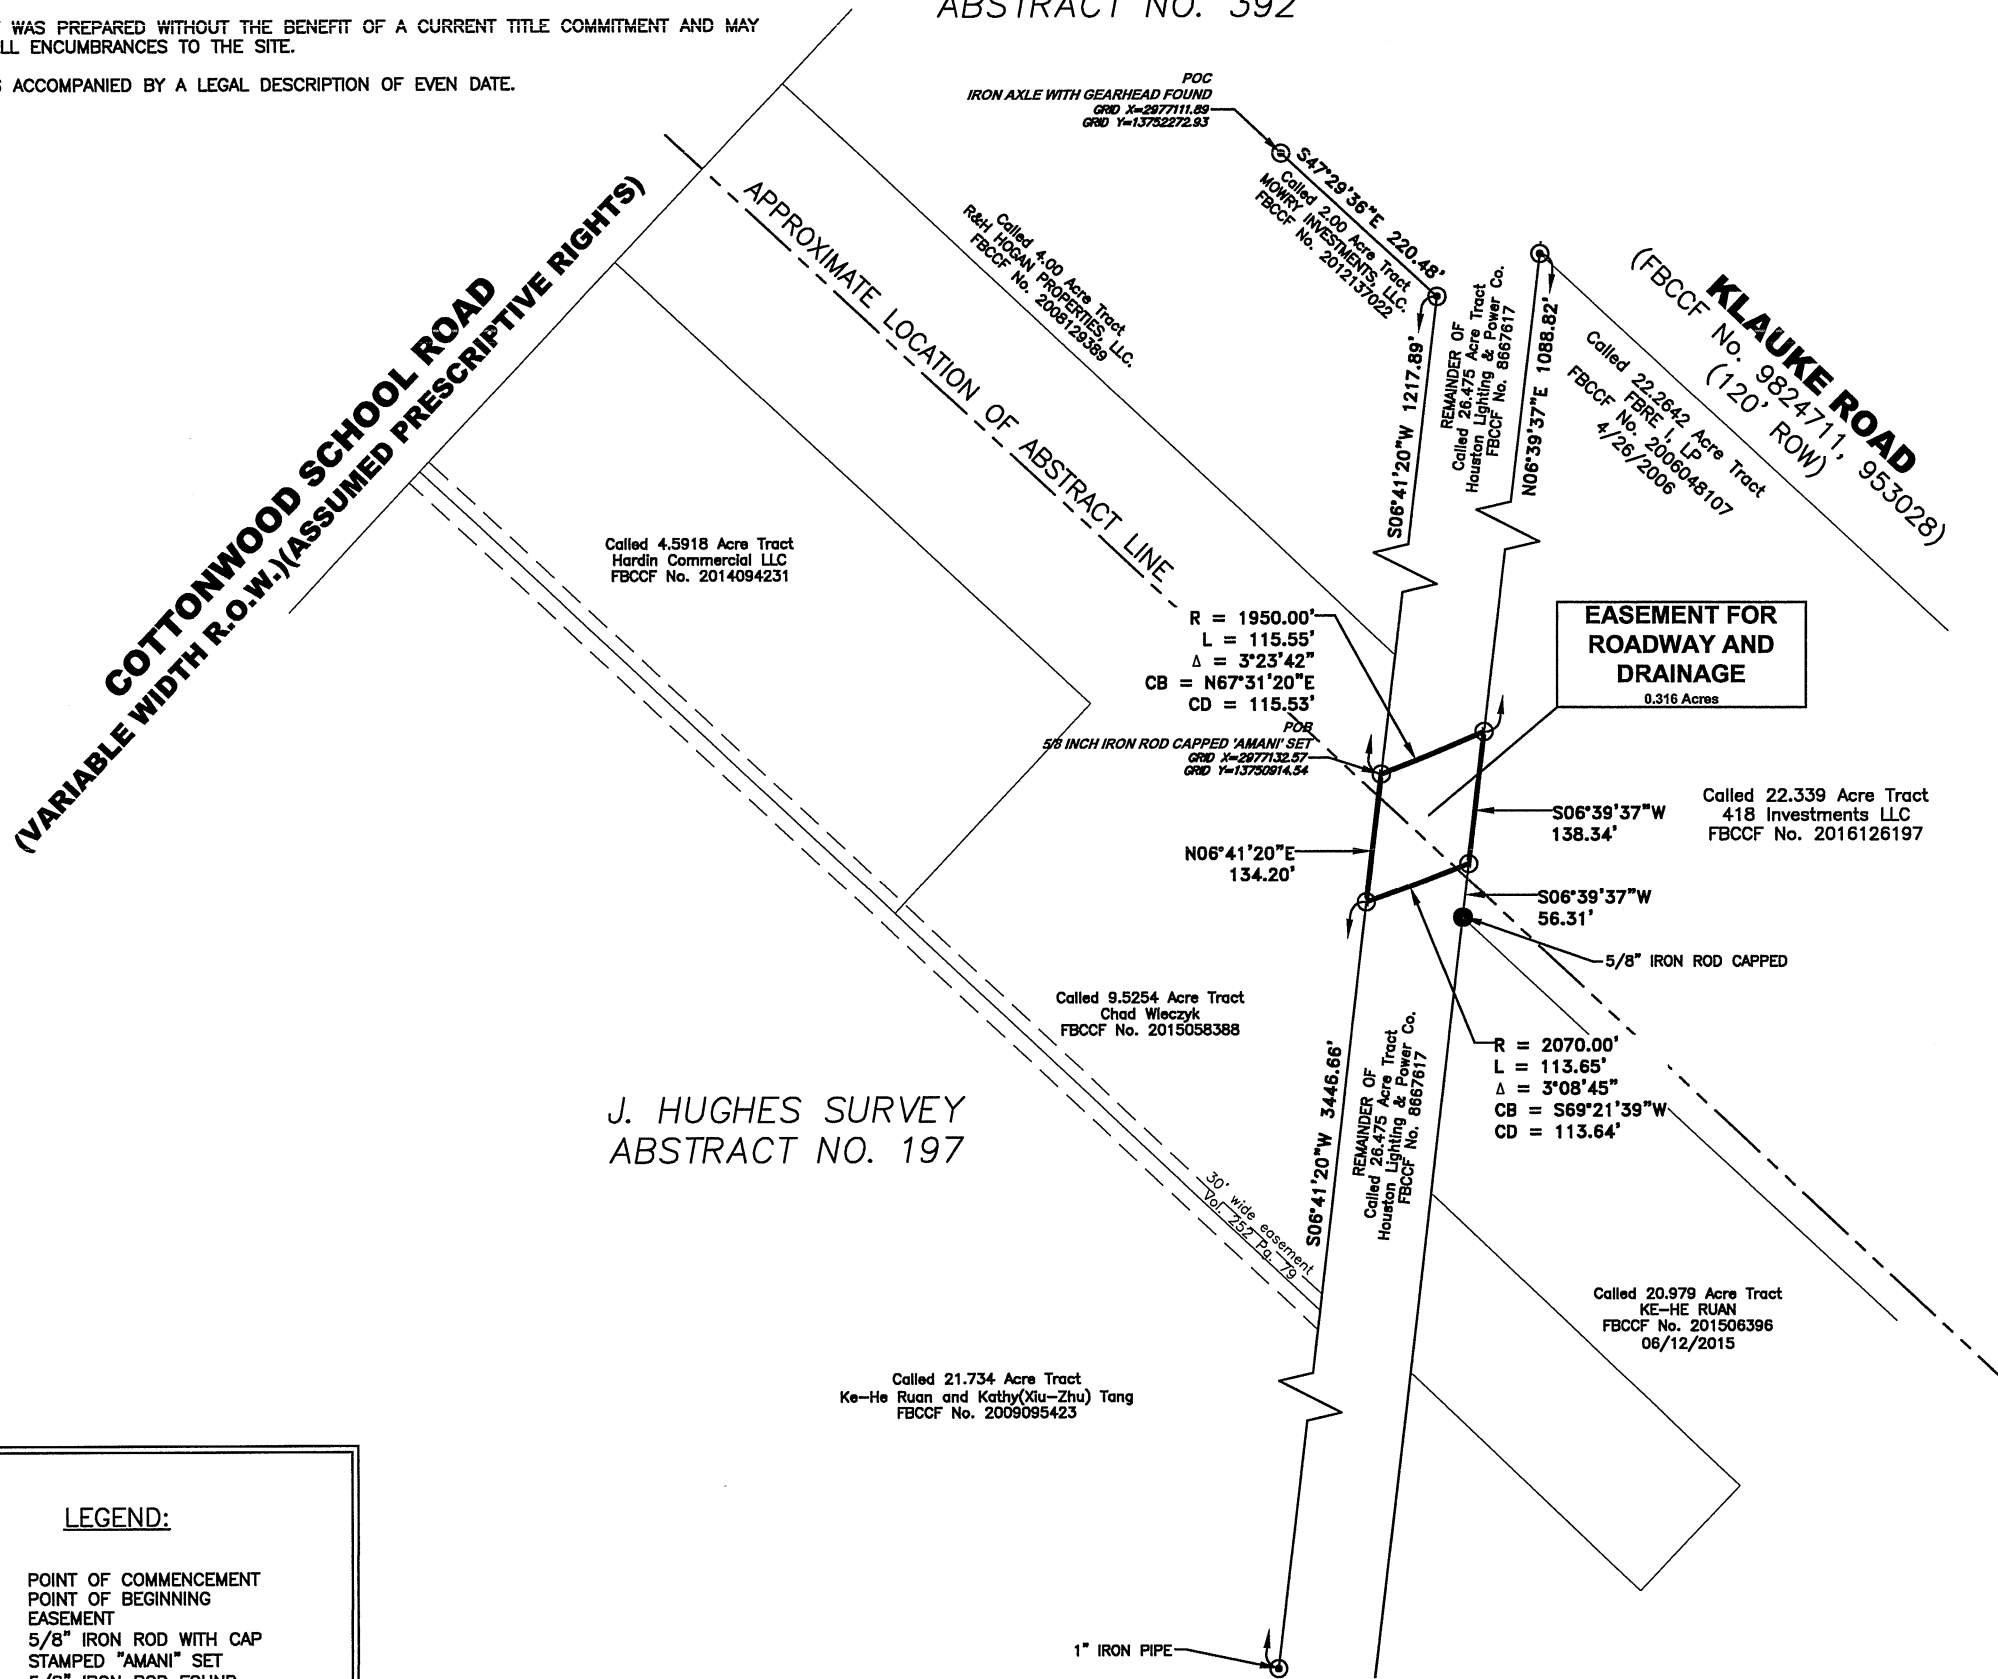 WAS PREPARED WITHOUT THE BENEFIT OF A CURRENT TITLE COMMITMENT AND MAY
ENCUMBRANCES TO THE SITE.
ACCOMPANIED BY A LEGAL DESCRIPTION OF EVEN DATE.
ABSTRACT NO. 392
POC
IRON AXLE WITH GEARHEAD FOUND
GRID X=2977111.89
GRID Y=13752272.93
S47°29'36"E 220.48'
Called 2.00 Acre Tract
MOWRY INVESTMENTS, LLC.
FBCCF No. 2012137022
COTTONWOOD SCHOOL ROAD
(VARIABLE WIDTH R.O.W.)(ASSUMED PRESCRIPTIVE RIGHTS)
APPROXIMATE LOCATION OF ABSTRACT LINE
Called 4.00 Acre Tract
R&H HOGAN PROPERTIES, LLC.
FBCCF No. 2008129389
S06°41'20"W 1217.89'
REMAINDER OF
Called 26.475 Acre Tract
Houston Lighting & Power Co.
FBCCF No. 8667617
N06°39'37"E 1088.82'
KLAUKE ROAD
(FBCCF No. 9824711, 953028)
(120' ROW)
Called 22.2642 Acre Tract
FBRE I, LP
FBCCF No. 2006048107
4/26/2006
Called 4.5918 Acre Tract
Hardin Commercial LLC
FBCCF No. 2014094231
R = 1950.00'
L = 115.55'
Δ = 3°23'42"
CB = N67°31'20"E
CD = 115.53'
POB
5/8 INCH IRON ROD CAPPED 'AMANI' SET
GRID X=2977132.57
GRID Y=13750914.54
EASEMENT FOR
ROADWAY AND
DRAINAGE
0.316 Acres
S06°39'37"W
138.34'
Called 22.339 Acre Tract
418 Investments LLC
FBCCF No. 2016126197
N06°41'20"E
134.20'
S06°39'37"W
56.31'
5/8" IRON ROD CAPPED
Called 9.5254 Acre Tract
Chad Wleczyk
FBCCF No. 2015058388
R = 2070.00'
L = 113.65'
Δ = 3°08'45"
CB = S69°21'39"W
CD = 113.64'
J. HUGHES SURVEY
ABSTRACT NO. 197
S06°41'20"W 3446.66'
REMAINDER OF
Called 26.475 Acre Tract
Houston Lighting & Power Co.
FBCCF No. 8667617
30' wide easement
Vol. 252 Pg. 79
Called 20.979 Acre Tract
KE-HE RUAN
FBCCF No. 201506396
06/12/2015
Called 21.734 Acre Tract
Ke-He Ruan and Kathy(Xiu-Zhu) Tang
FBCCF No. 2009095423
LEGEND:
POINT OF COMMENCEMENT
POINT OF BEGINNING
EASEMENT
5/8" IRON ROD WITH CAP
STAMPED "AMANI" SET
5/8" IRON ROD FOUND
1" IRON PIPE